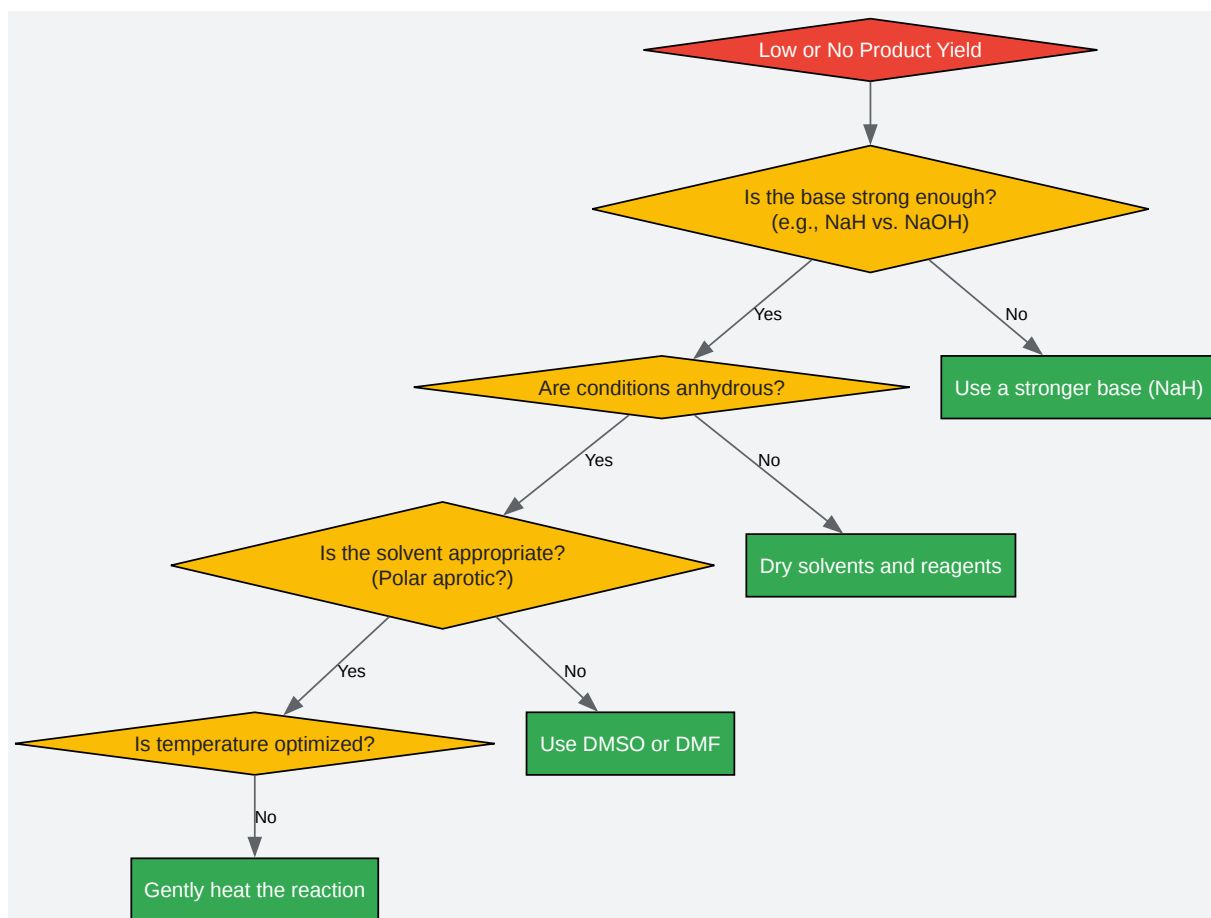 Low or No Product Yield
Is the base strong enough?
(e.g., NaH vs. NaOH)
Yes
No
Are conditions anhydrous?
Use a stronger base (NaH)
Yes
No
Is the solvent appropriate?
(Polar aprotic?)
Dry solvents and reagents
Yes
No
Is temperature optimized?
Use DMSO or DMF
No
Gently heat the reaction